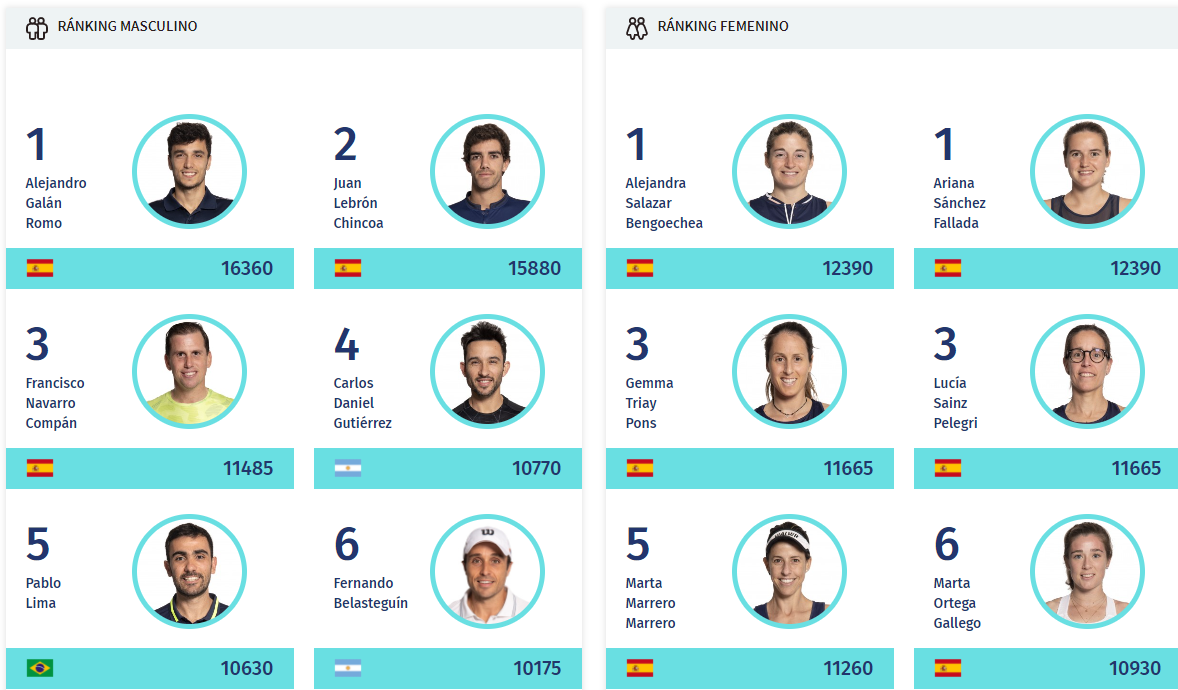 RÁNKING MASCULINO
1
Alejandro
Galán
Romo
16360
2
Juan
Lebrón
Chincoa
15880
3
Francisco
Navarro
Compán
11485
4
Carlos
Daniel
Gutiérrez
10770
5
Pablo
Lima
10630
6
Fernando
Belasteguín
10175
RÁNKING FEMENINO
1
Alejandra
Salazar
Bengoechea
12390
1
Ariana
Sánchez
Fallada
12390
3
Gemma
Triay
Pons
11665
3
Lucía
Sainz
Pelegri
11665
5
Marta
Marrero
Marrero
11260
6
Marta
Ortega
Gallego
10930